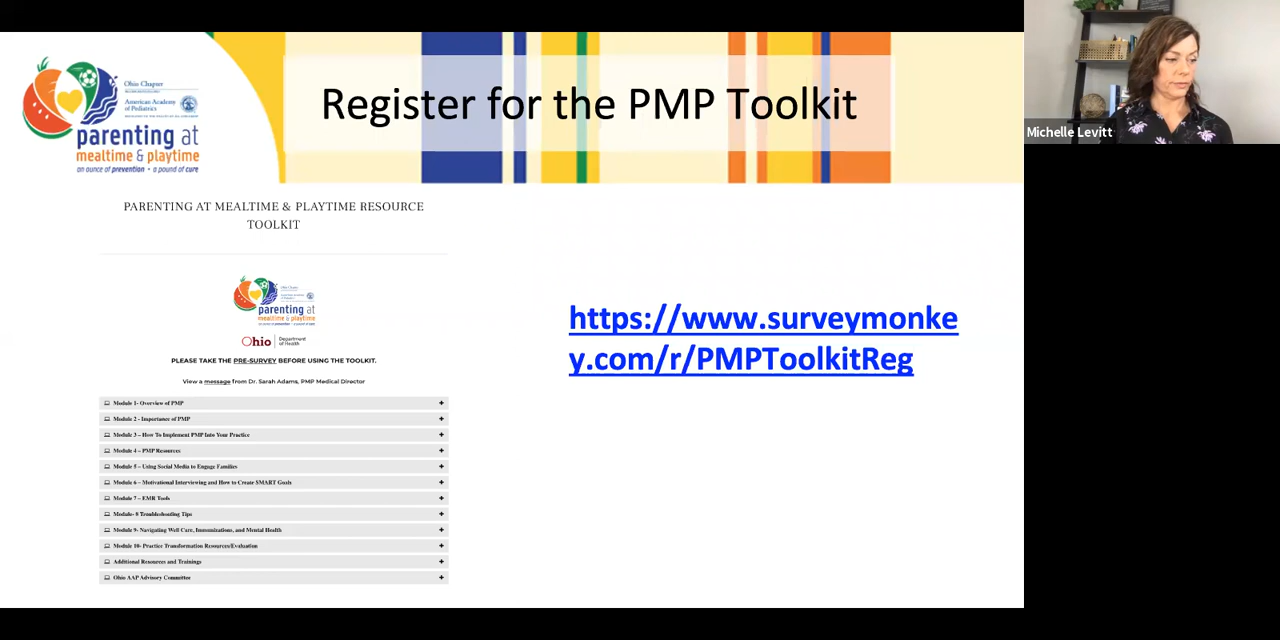 Ohio Chapter
American Academy
of Pediatrics
parenting at
mealtime & playtime
an ounce of prevention • a pound of cure
Register for the PMP Toolkit
Michelle Levitt
PARENTING AT MEALTIME & PLAYTIME RESOURCE
TOOLKIT
parenting at
mealtime & playtime
Ohio
Department
of Health
PLEASE TAKE THE PRE-SURVEY BEFORE USING THE TOOLKIT.
View a message from Dr. Sarah Adams, PMP Medical Director
Module 1- Overview of PMP
Module 2 - Importance of PMP
Module 3 – How To Implement PMP Into Your Practice
Module 4 – PMP Resources
Module 5 – Using Social Media to Engage Families
Module 6 – Motivational Interviewing and How to Create SMART Goals
Module 7 – EMR Tools
Module- 8 Troubleshooting Tips
Module 9- Navigating Well Care, Immunizations, and Mental Health
Module 10- Practice Transformation Resources/Evaluation
Additional Resources and Trainings
Ohio AAP Advisory Committee
https://www.surveymonke
y.com/r/PMPToolkitReg